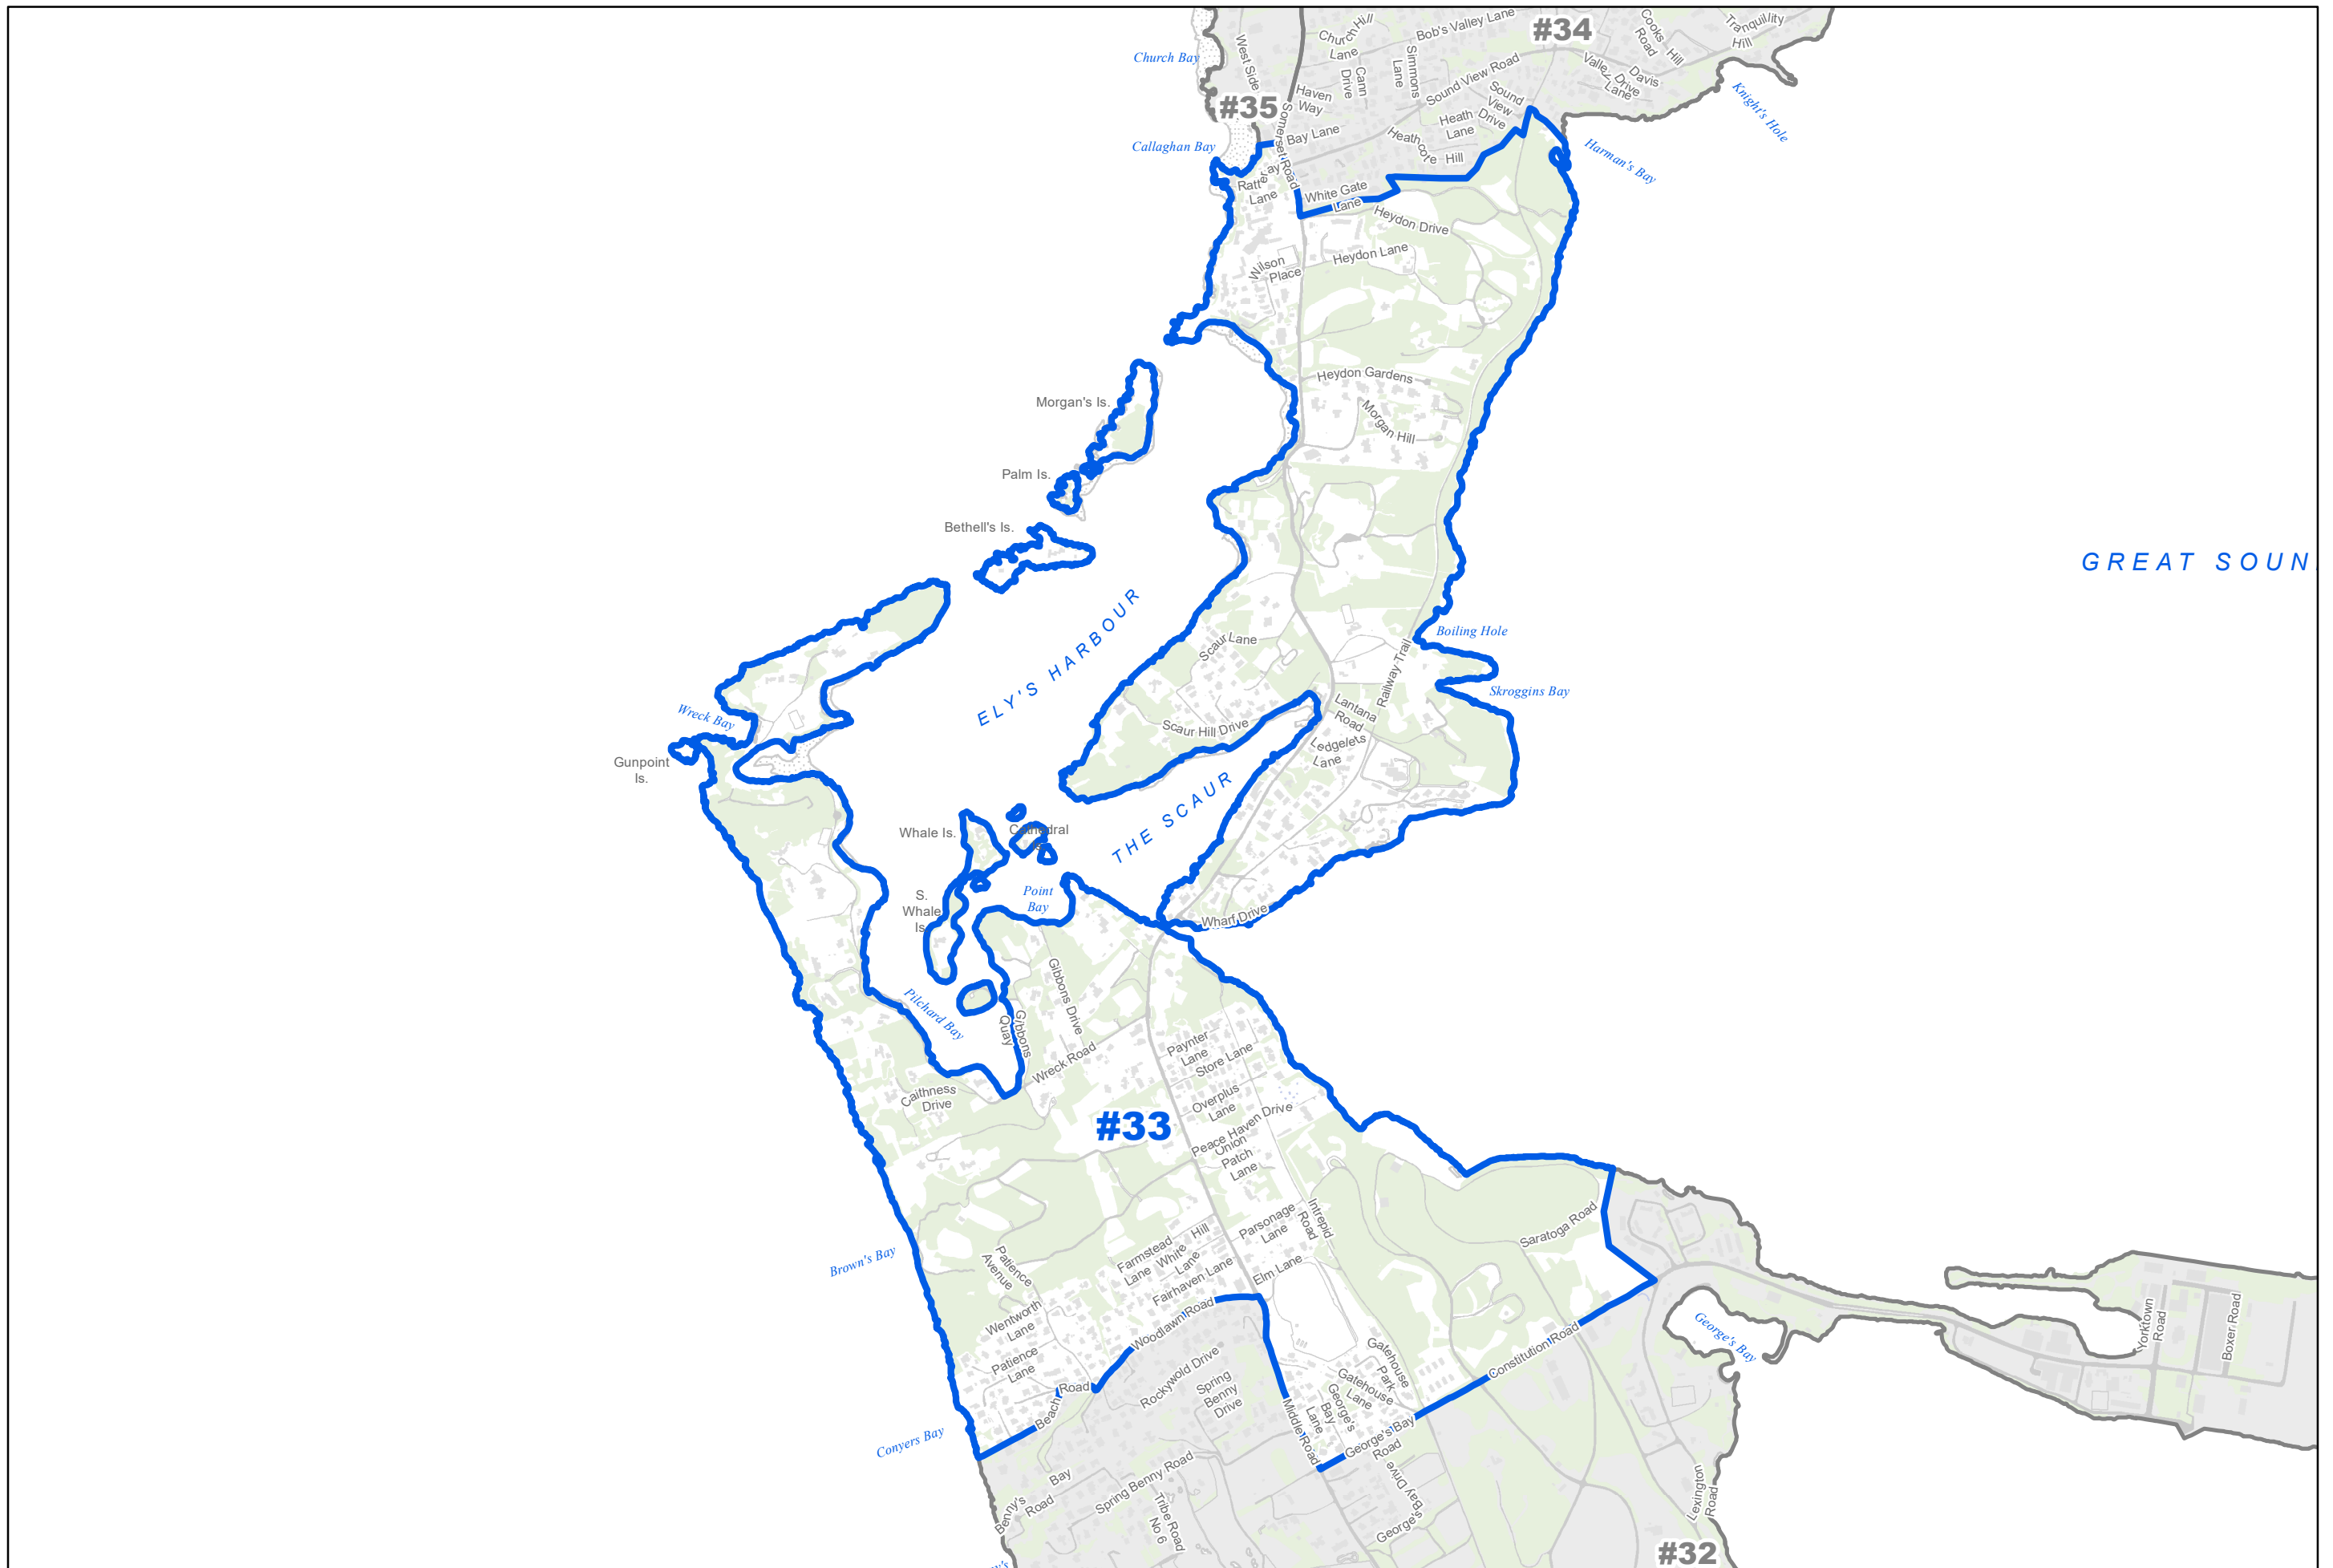 #34
Church Hill
Lane
Bob's Valley Lane
Cooks
Road
Hill
Tranquility
Hill
Church Bay
West Side
Simmons
Lane
Cann
Drive
Sound View Road
Valley Drive
Davis
Lane
Haven
Way
Sound
View
Drive
Knight's Hole
#35
Somerset Road
Heath
Lane
Callaghan Bay
Bay Lane
Heathcote Hill
Harman's Bay
Lane
White Gate
Lane
Heydon Drive
Wilson
Place
Heydon Lane
Heydon Gardens
Morgan's Is.
Morgan Hill
Palm Is.
Bethell's Is.
GREAT SOUN
ELY'S HARBOUR
Scaur Lane
Boiling Hole
Railway Trail
Skroggins Bay
Wreck Bay
Lantana
Road
Scaur Hill Drive
Ledgelets
Lane
Gunpoint
Is.
THE SCAUR
Whale Is.
Cathedral
Is.
S.
Whale
Is.
Point
Bay
Wharf Drive
Gibbons Drive
Pilchard Bay
Gibbons
Quay
Paynter
Lane
Store Lane
Wreck Road
Caithness
Drive
Overplus
Lane
#33
Peace Haven Drive
Union
Patch
Lane
Intrepid
Road
Parsonage
Lane
Saratoga Road
Farmstead
Lane
White Hill
Lane
Brown's Bay
Patience
Avenue
Elm Lane
Fairhaven Lane
Wentworth
Lane
Woodlawn Road
Constitution Road
George's Bay
Yorktown
Road
Boxer Road
Patience
Lane
Rockywold Drive
Spring
Benny
Drive
Gatehouse
Park
Gatehouse
Lane
Beach Road
George's
Bay
Lane
Middle Road
George's Bay
Road
Conyers Bay
Benny's Bay
Road
Spring Benny Road
Tribe Road
No 6
George's Bay Drive
Lexington
Road
#32